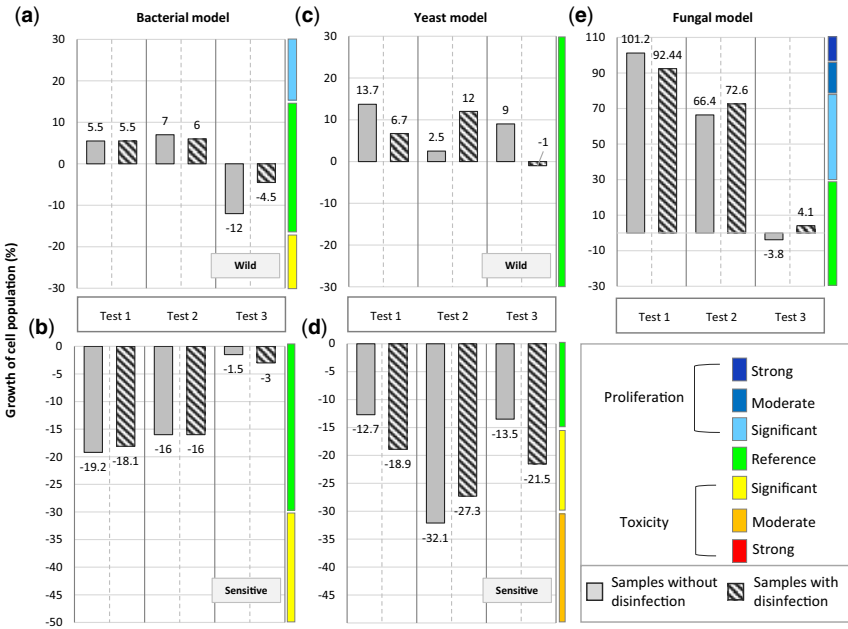 (a)
Bacterial model
(c)
Yeast model
(e)
Fungal model
Growth of cell population (%)
30
20
10
0
-10
-20
-30
5.5
5.5
7
6
-12
-4.5
Wild
30
20
10
0
-10
-20
-30
13.7
6.7
2.5
12
9
-1
Wild
110
90
70
50
30
10
-10
-30
101.2
92.44
66.4
72.6
-3.8
4.1
Test 1
Test 2
Test 3
Test 1
Test 2
Test 3
Test 1
Test 2
Test 3
(b)
0
-5
-10
-15
-20
-25
-30
-35
-40
-45
-50
-19.2
-18.1
-16
-16
-1.5
-3
Sensitive
(d)
0
-5
-10
-15
-20
-25
-30
-35
-40
-45
-12.7
-18.9
-32.1
-27.3
-13.5
-21.5
Sensitive
Proliferation
Strong
Moderate
Significant
Reference
Toxicity
Significant
Moderate
Strong
Samples without
disinfection
Samples with
disinfection